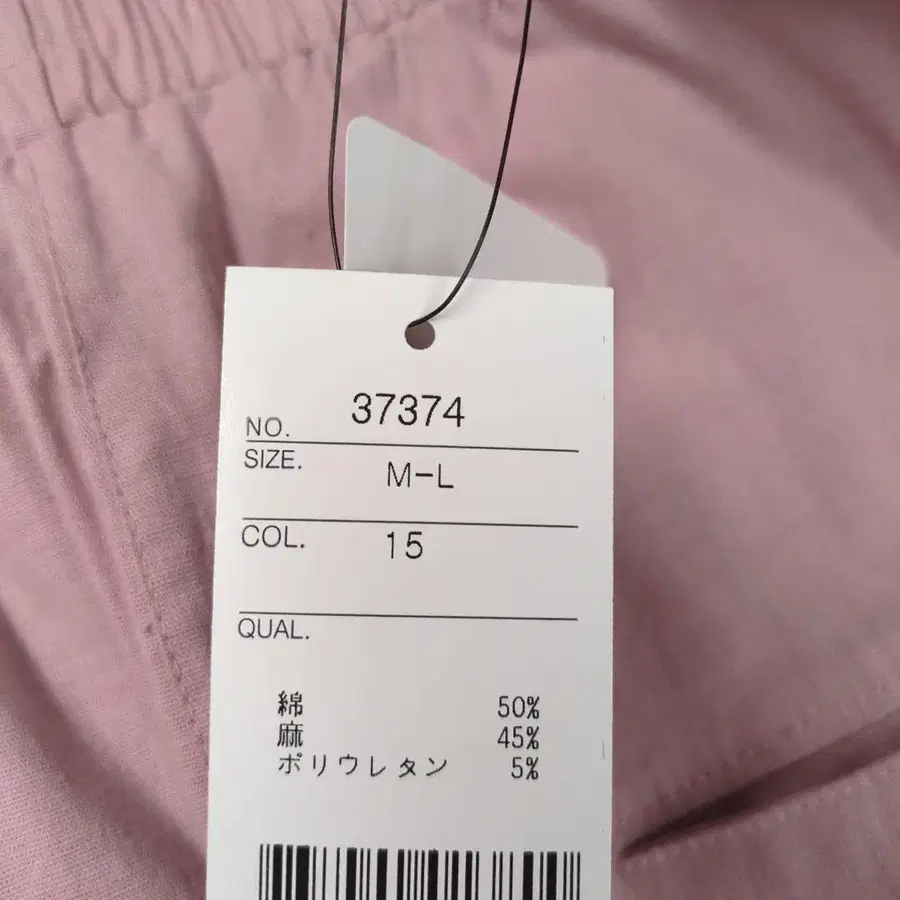 NO. 37374
SIZE. M-L
COL. 15
QUAL.
綿 50%
麻 45%
ポリウレタン 5%